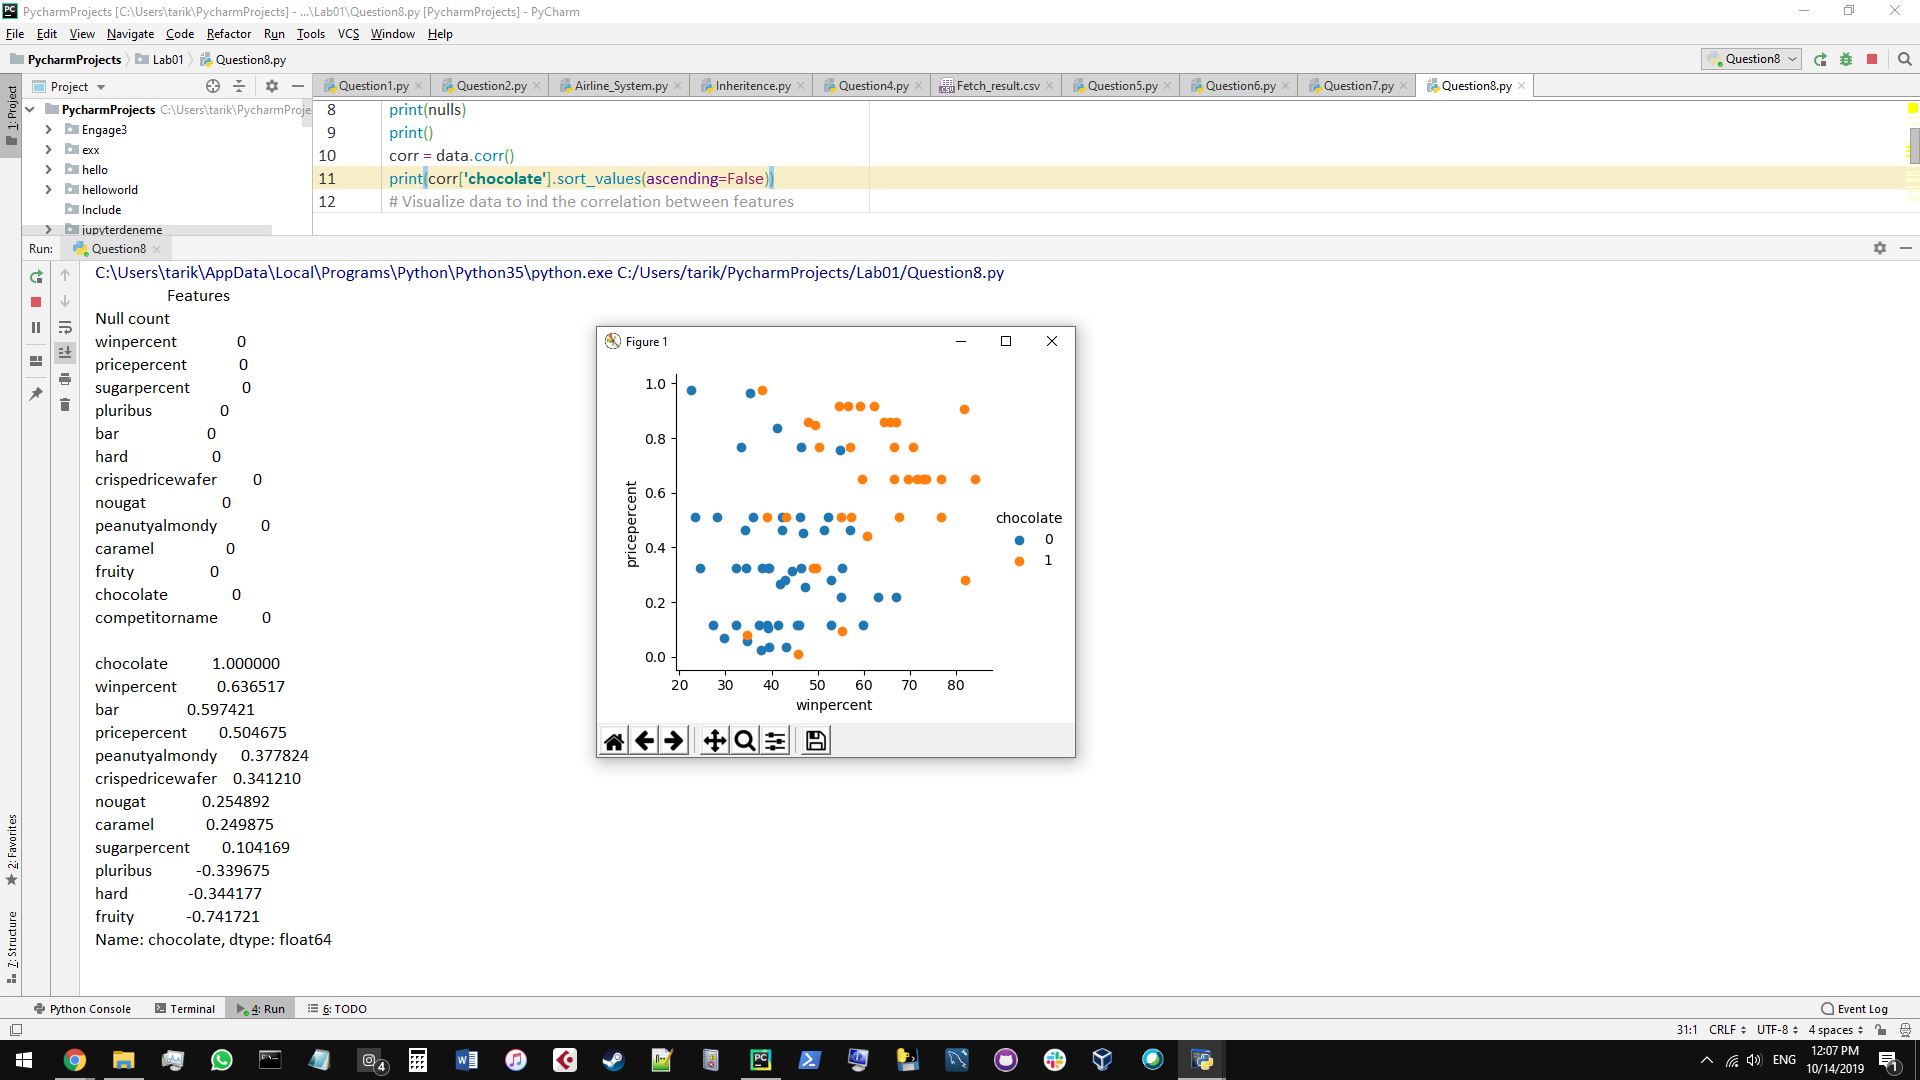 PycharmProjects [C:\Users\tarik\PycharmProjects] - ...\Lab01\Question8.py [PycharmProjects] - PyCharm
File Edit View Navigate Code Refactor Run Tools VCS Window Help
PycharmProjects Lab01 Question8.py Question8
Project Question1.py Question2.py Airline_System.py Inheritence.py Question4.py Fetch_result.csv Question5.py Question6.py Question7.py Question8.py
1: Project
PycharmProjects C:\Users\tarik\PycharmProje
Engage3
exx
hello
helloworld
Include
jupyterdeneme
8 print(nulls)
9 print()
10 corr = data.corr()
11 print(corr['chocolate'].sort_values(ascending=False))
12 # Visualize data to ind the correlation between features
Run: Question8
C:\Users\tarik\AppData\Local\Programs\Python\Python35\python.exe C:/Users/tarik/PycharmProjects/Lab01/Question8.py
Features
Null count
winpercent 0
pricepercent 0
sugarpercent 0
pluribus 0
bar 0
hard 0
crispedricewafer 0
nougat 0
peanutyalmondy 0
caramel 0
fruity 0
chocolate 0
competitorname 0
chocolate 1.000000
winpercent 0.636517
bar 0.597421
pricepercent 0.504675
peanutyalmondy 0.377824
crispedricewafer 0.341210
nougat 0.254892
caramel 0.249875
sugarpercent 0.104169
pluribus -0.339675
hard -0.344177
fruity -0.741721
Name: chocolate, dtype: float64
Figure 1
1.0
0.8
0.6
0.4
0.2
0.0
pricepercent
20 30 40 50 60 70 80
winpercent
chocolate
0
1
2: Favorites
7: Structure
Python Console Terminal 4: Run 6: TODO Event Log
31:1 CRLF UTF-8 4 spaces
4
ENG
12:07 PM
10/14/2019
1